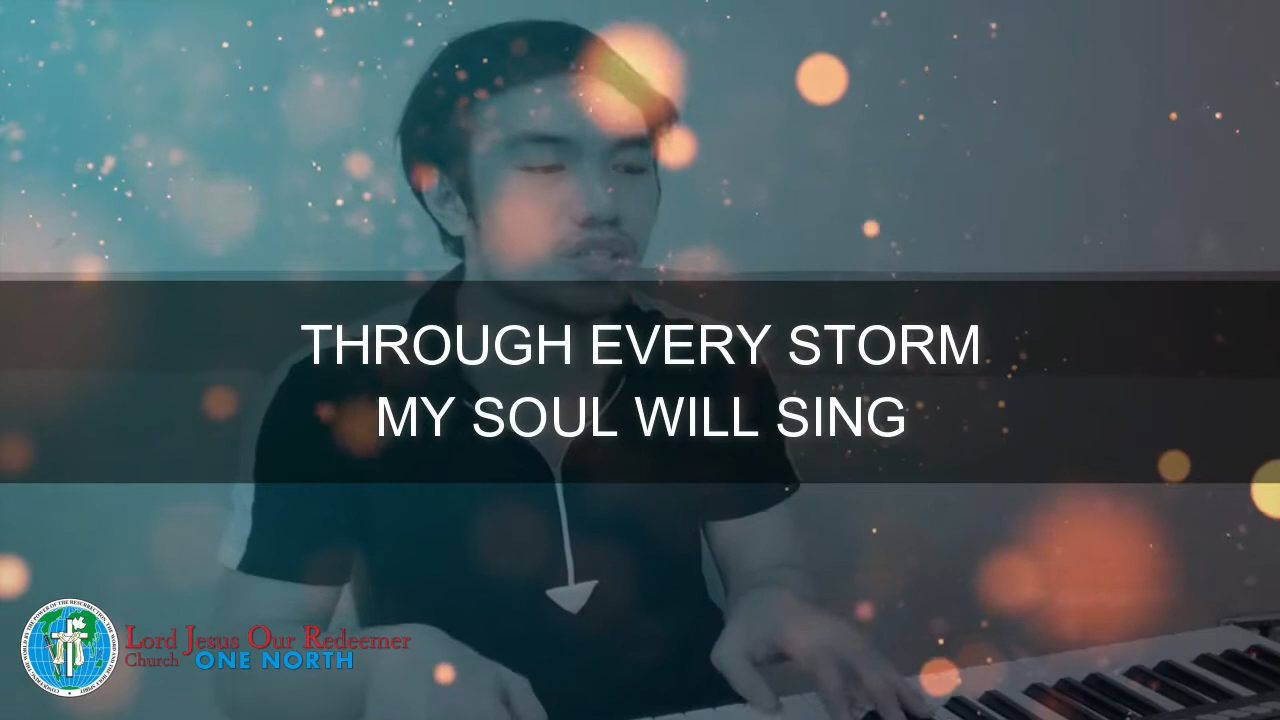 THROUGH EVERY STORM
MY SOUL WILL SING
Lord Jesus Our Redeemer
Church ONE NORTH